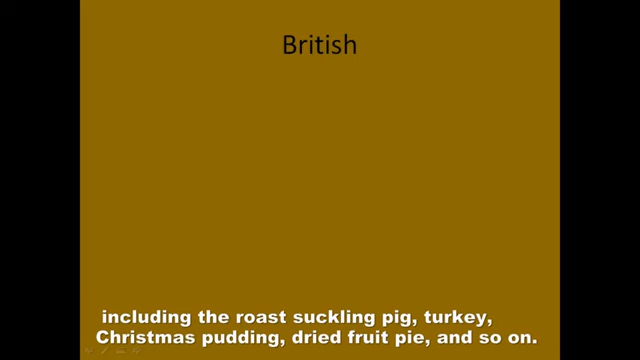 British
including the roast suckling pig, turkey,
Christmas pudding, dried fruit pie, and so on.